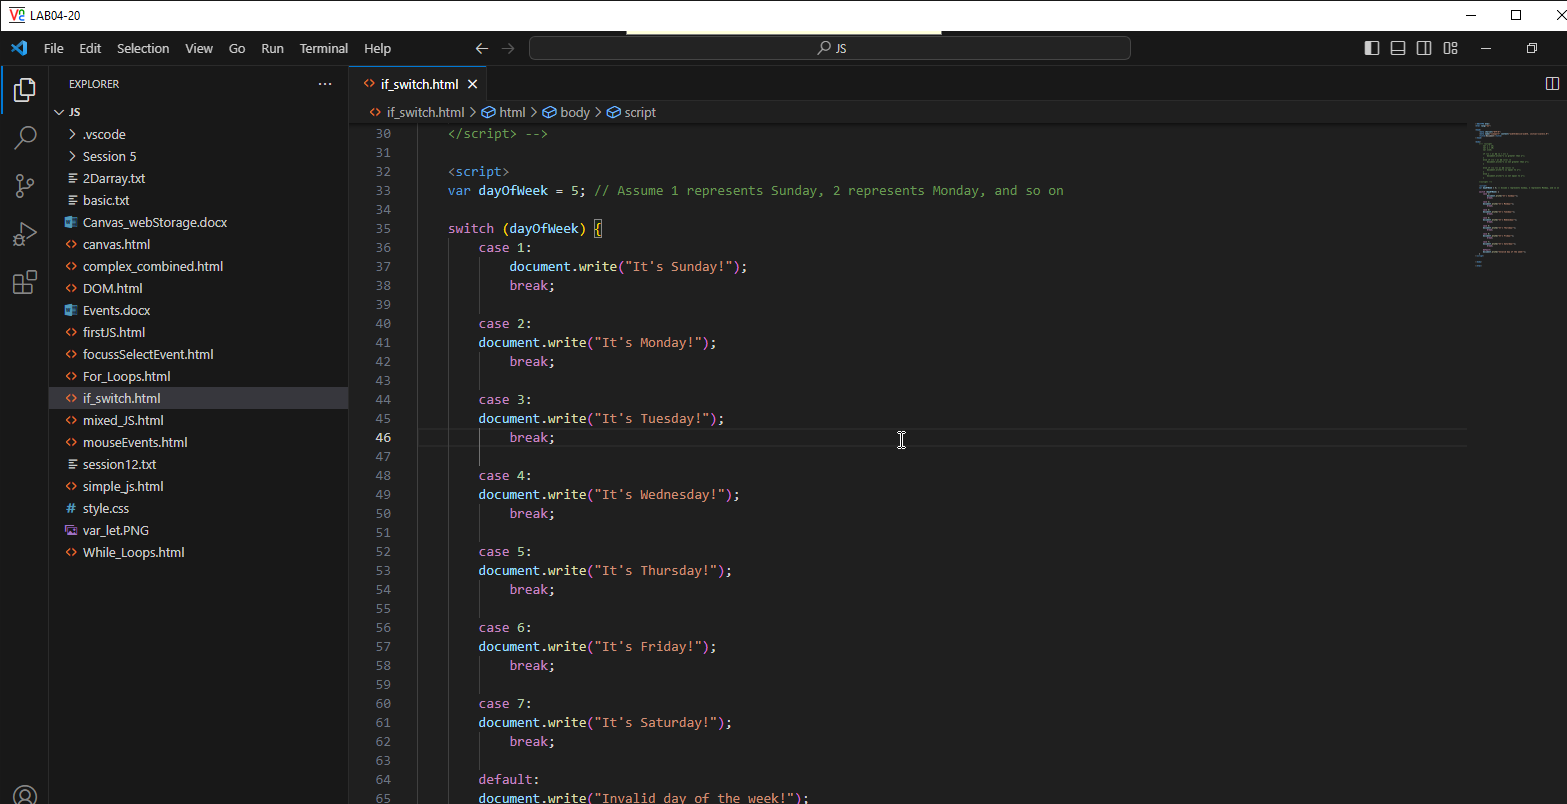 LAB04-20
File Edit Selection View Go Run Terminal Help
JS
EXPLORER
JS
.vscode
Session 5
2Darray.txt
basic.txt
Canvas_webStorage.docx
canvas.html
complex_combined.html
DOM.html
Events.docx
firstJS.html
focussSelectEvent.html
For_Loops.html
if_switch.html
mixed_JS.html
mouseEvents.html
session12.txt
simple_js.html
style.css
var_let.PNG
While_Loops.html
if_switch.html
if_switch.html > html > body > script
30 </script> -->
31
32 <script>
33 var dayOfWeek = 5; // Assume 1 represents Sunday, 2 represents Monday, and so on
34
35 switch (dayOfWeek) {
36 case 1:
37 document.write("It's Sunday!");
38 break;
39
40 case 2:
41 document.write("It's Monday!");
42 break;
43
44 case 3:
45 document.write("It's Tuesday!");
46 break;
47
48 case 4:
49 document.write("It's Wednesday!");
50 break;
51
52 case 5:
53 document.write("It's Thursday!");
54 break;
55
56 case 6:
57 document.write("It's Friday!");
58 break;
59
60 case 7:
61 document.write("It's Saturday!");
62 break;
63
64 default:
65 document.write("Invalid day of the week!");